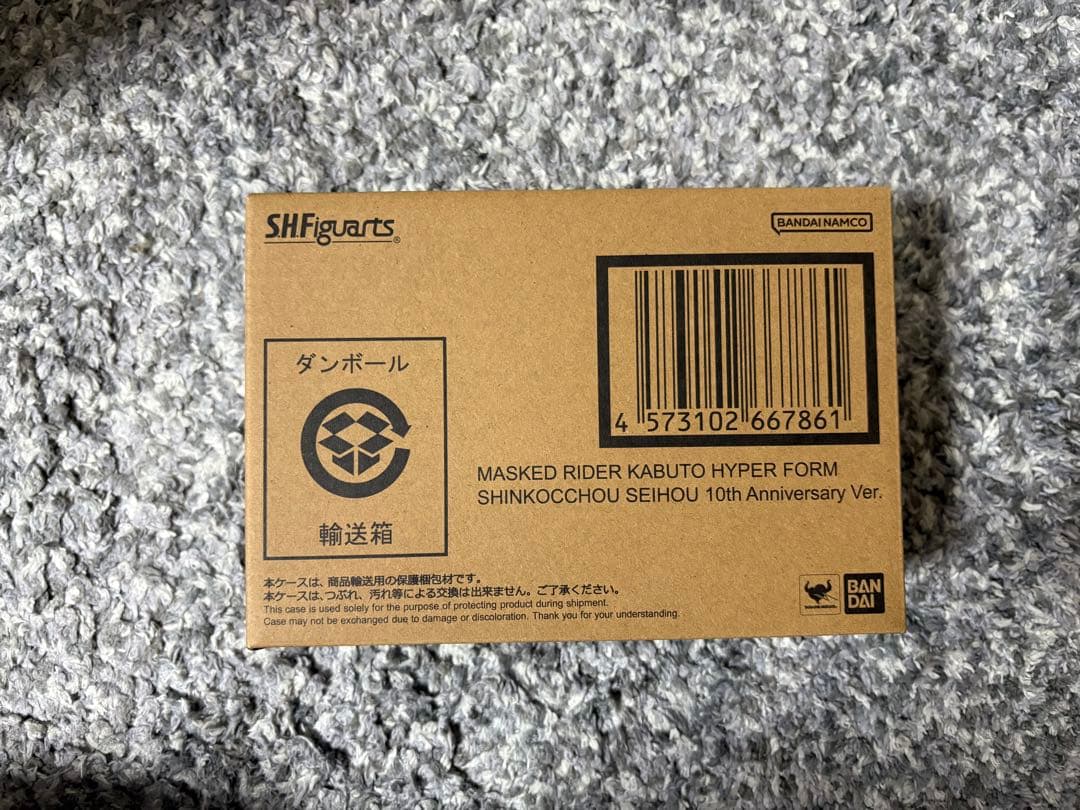 S.H.Figuarts®
BANDAI NAMCO
4 573102 667861
ダンボール
輸送箱
MASKED RIDER KABUTO HYPER FORM
SHINKOCCHOU SEIHOU 10th Anniversary Ver.
本ケースは、商品輸送用の保護梱包材です。
本ケースは、つぶれ、汚れ等による交換は出来ません。ご了承ください。
This case is used solely for the purpose of protecting product during shipment.
Case may not be exchanged due to damage or discoloration. Thank you for your understanding.
BAN
DAI